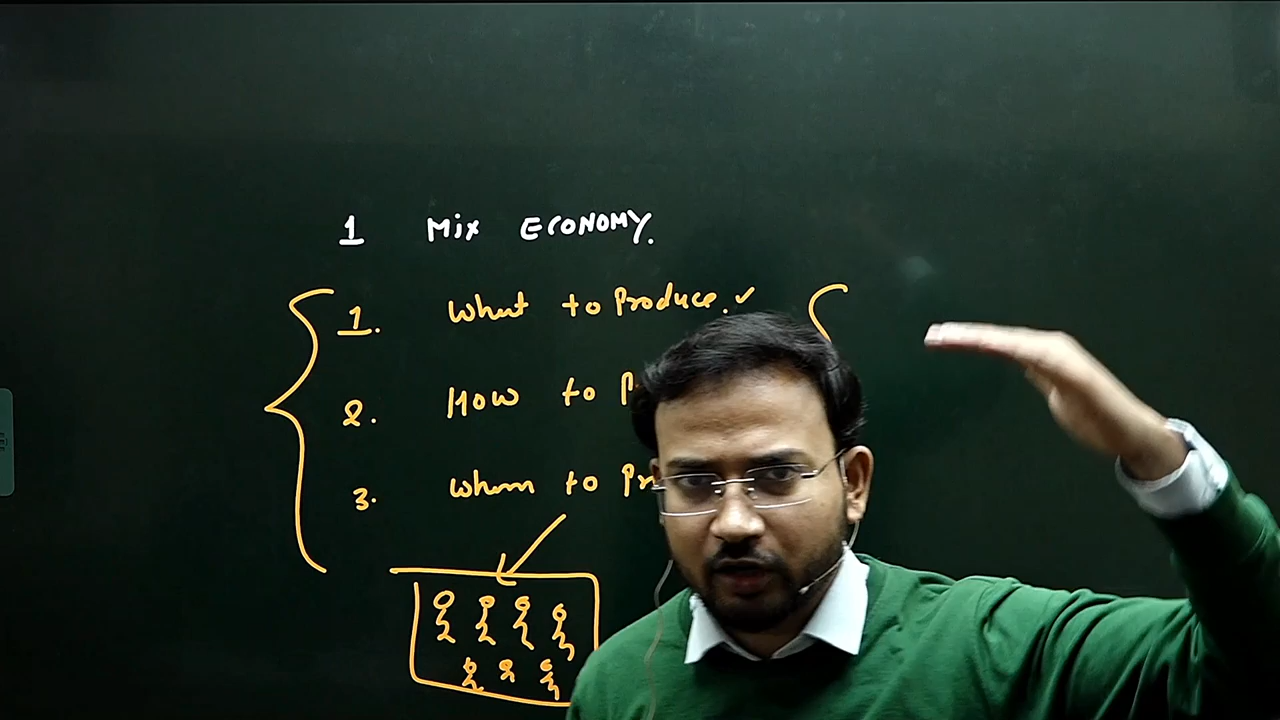 1 Mix ECONOMY.
1. What to Produce. ✓
2. How to
3. Whom to